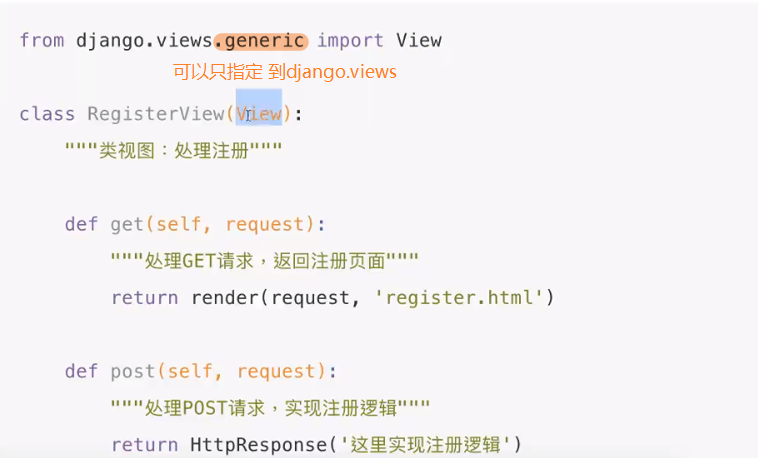 from django.views.generic import View
可以只指定 到django.views
class RegisterView(View):
"""类视图：处理注册"""
def get(self, request):
"""处理GET请求，返回注册页面"""
return render(request, 'register.html')
def post(self, request):
"""处理POST请求，实现注册逻辑"""
return HttpResponse('这里实现注册逻辑')